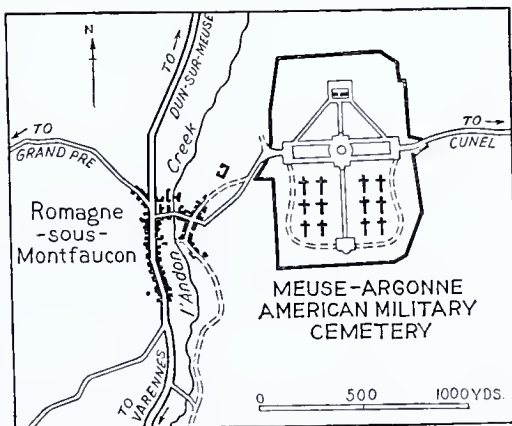 N
TO
DUN-SUR-MEUSE
Creek
TO
GRAND PRE
TO
CUNEL
Romagne
-sous-
Montfaucon
l'Andon
MEUSE-ARGONNE
AMERICAN MILITARY
CEMETERY
TO
VARENNES
0 500 1000 YDS.